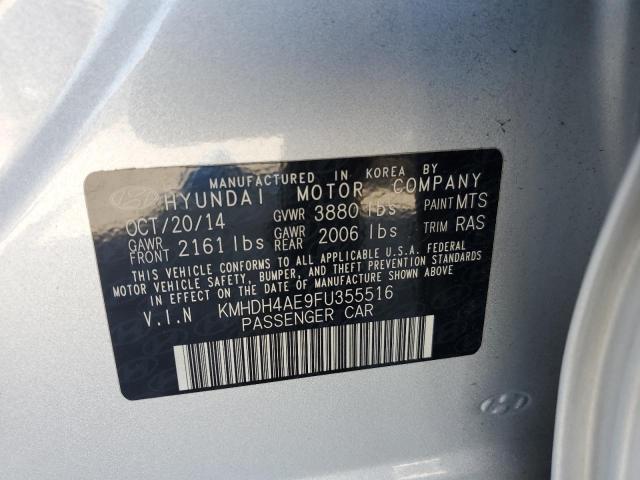 MANUFACTURED IN KOREA BY
HYUNDAI MOTOR COMPANY
OCT/20/14 GVWR 3880 lbs PAINT MTS
GAWR FRONT 2161 lbs GAWR REAR 2006 lbs TRIM RAS
THIS VEHICLE CONFORMS TO ALL APPLICABLE U.S.A. FEDERAL
MOTOR VEHICLE SAFETY, BUMPER, AND THEFT PREVENTION STANDARDS
IN EFFECT ON THE DATE OF MANUFACTURE SHOWN ABOVE
V.I.N KMHDH4AE9FU355516
PASSENGER CAR